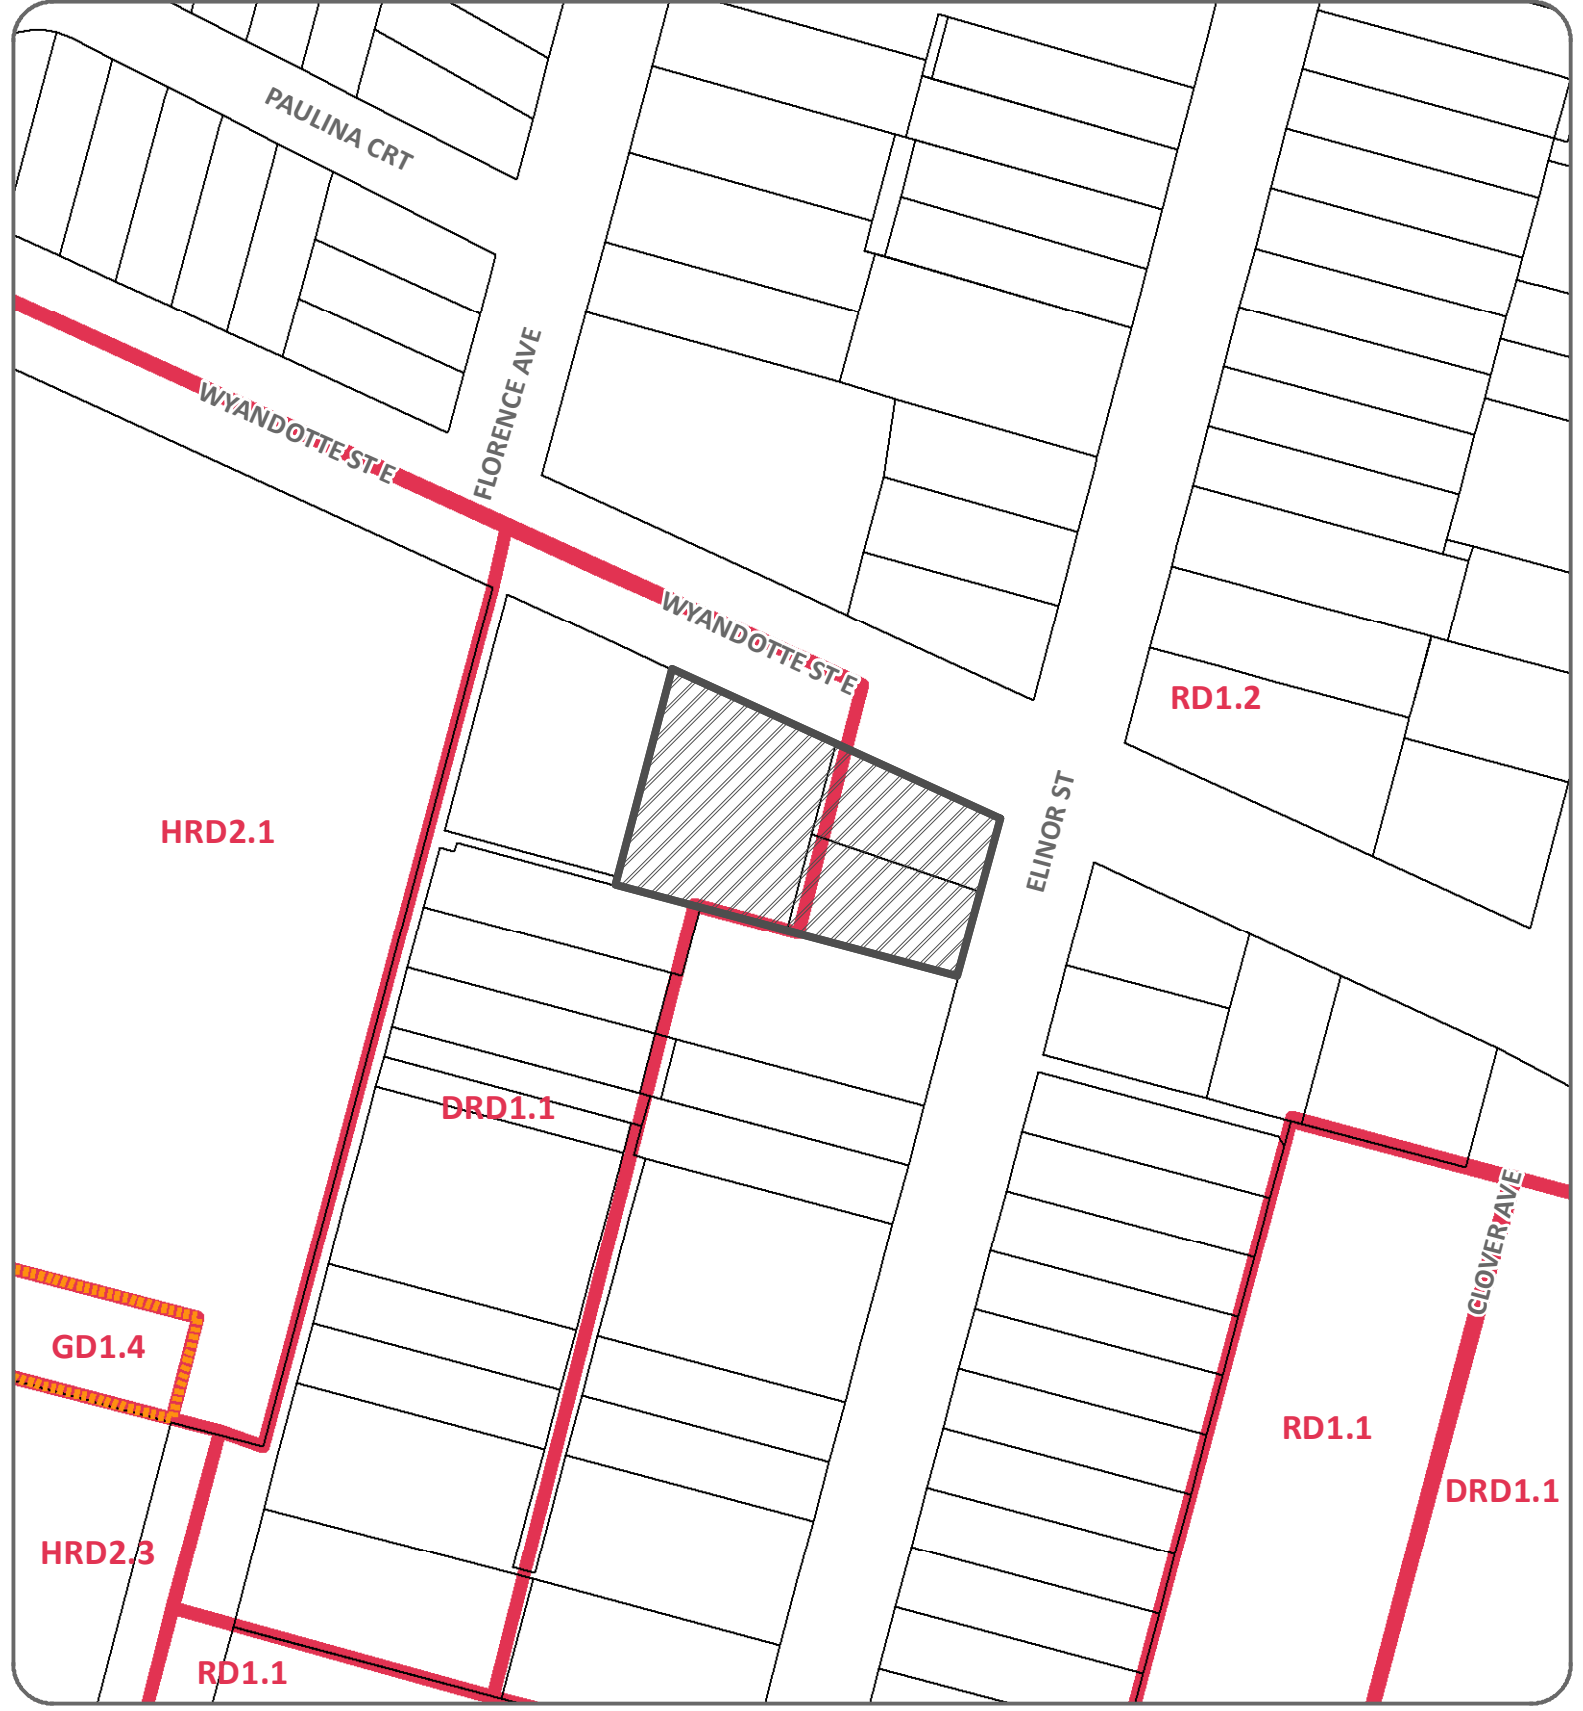 PAULINA CRT
WYANDOTTE ST E
FLORENCE AVE
WYANDOTTE ST E
RD1.2
HRD2.1
ELINOR ST
DRD1.1
CLOVER AVE
GD1.4
RD1.1
DRD1.1
HRD2.3
RD1.1